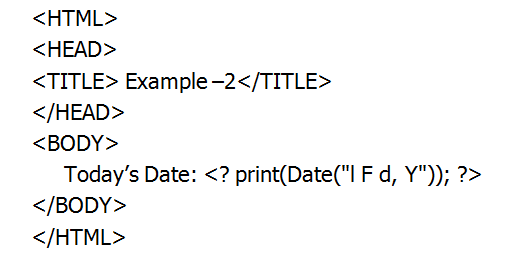 <HTML>
<HEAD>
<TITLE> Example –2</TITLE>
</HEAD>
<BODY>
Today’s Date: <? print(Date("l F d, Y")); ?>
</BODY>
</HTML>